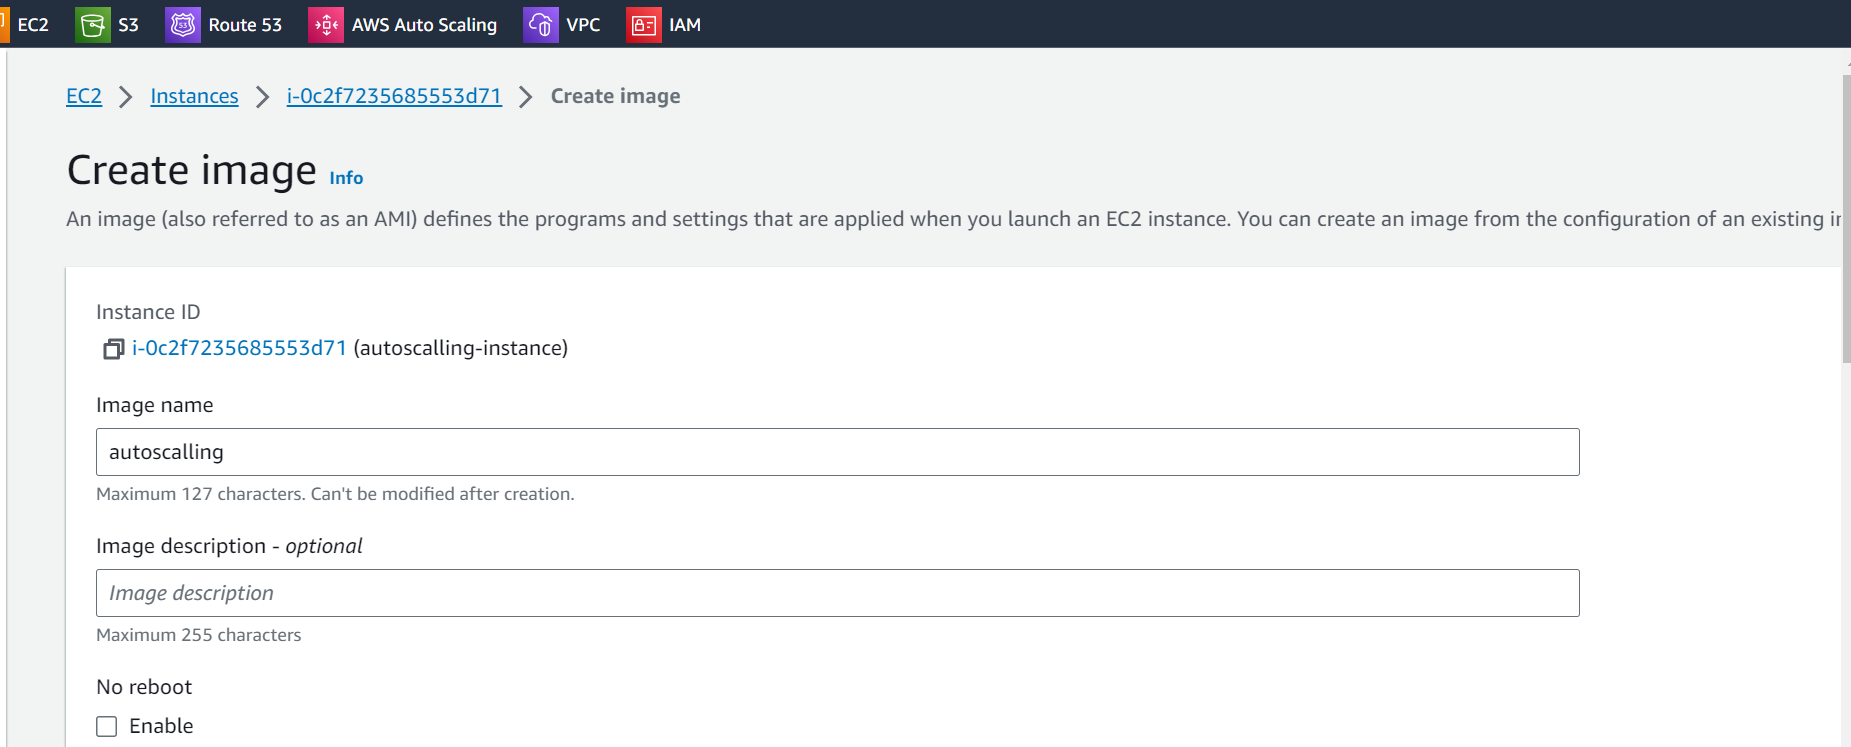 EC2 S3 Route 53 AWS Auto Scaling VPC IAM
EC2 Instances i-0c2f7235685553d71 Create image
Create image Info
An image (also referred to as an AMI) defines the programs and settings that are applied when you launch an EC2 instance. You can create an image from the configuration of an existing
Instance ID
i-0c2f7235685553d71 (autoscalling-instance)
Image name
autoscalling
Maximum 127 characters. Can't be modified after creation.
Image description - optional
Image description
Maximum 255 characters
No reboot
Enable